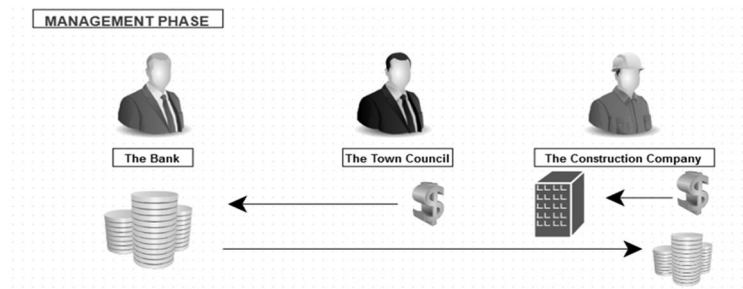 MANAGEMENT PHASE
The Bank
The Town Council
The Construction Company